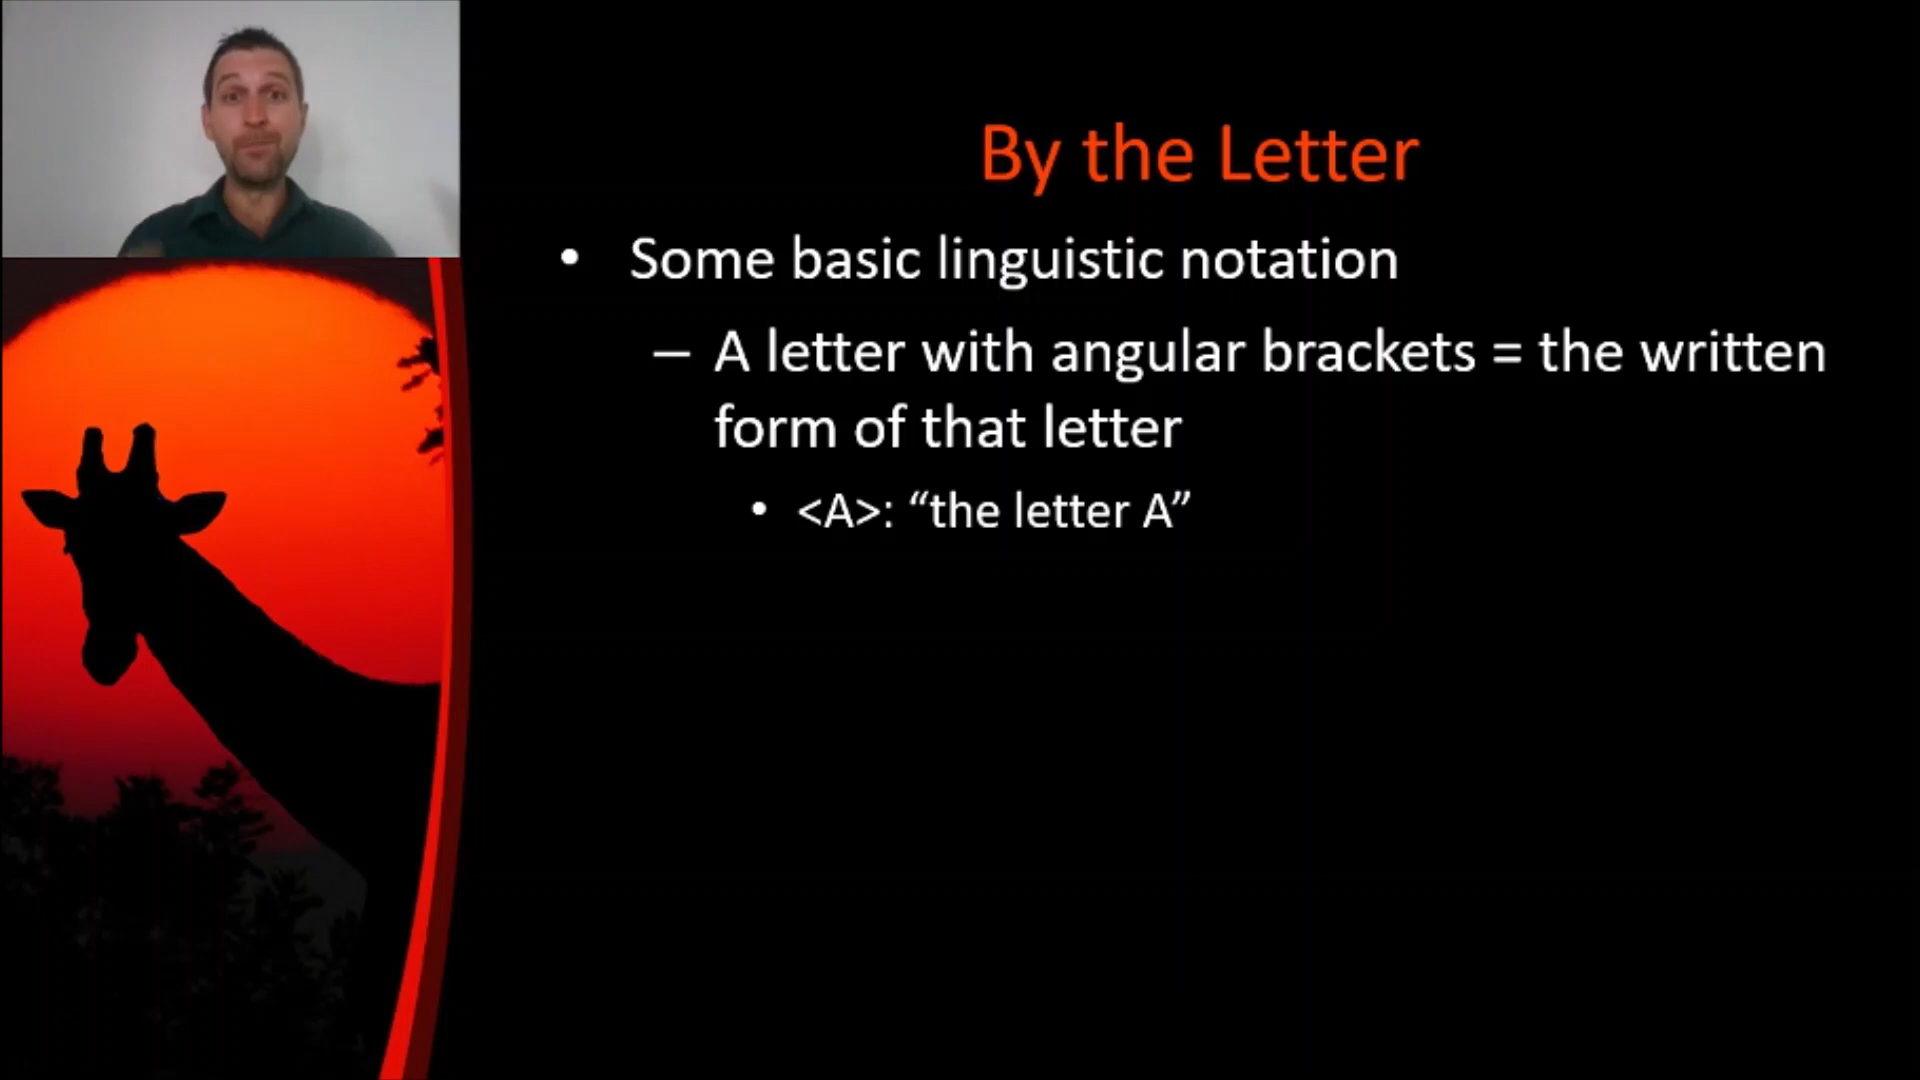 By the Letter
• Some basic linguistic notation
– A letter with angular brackets = the written
form of that letter
• <A>: “the letter A”